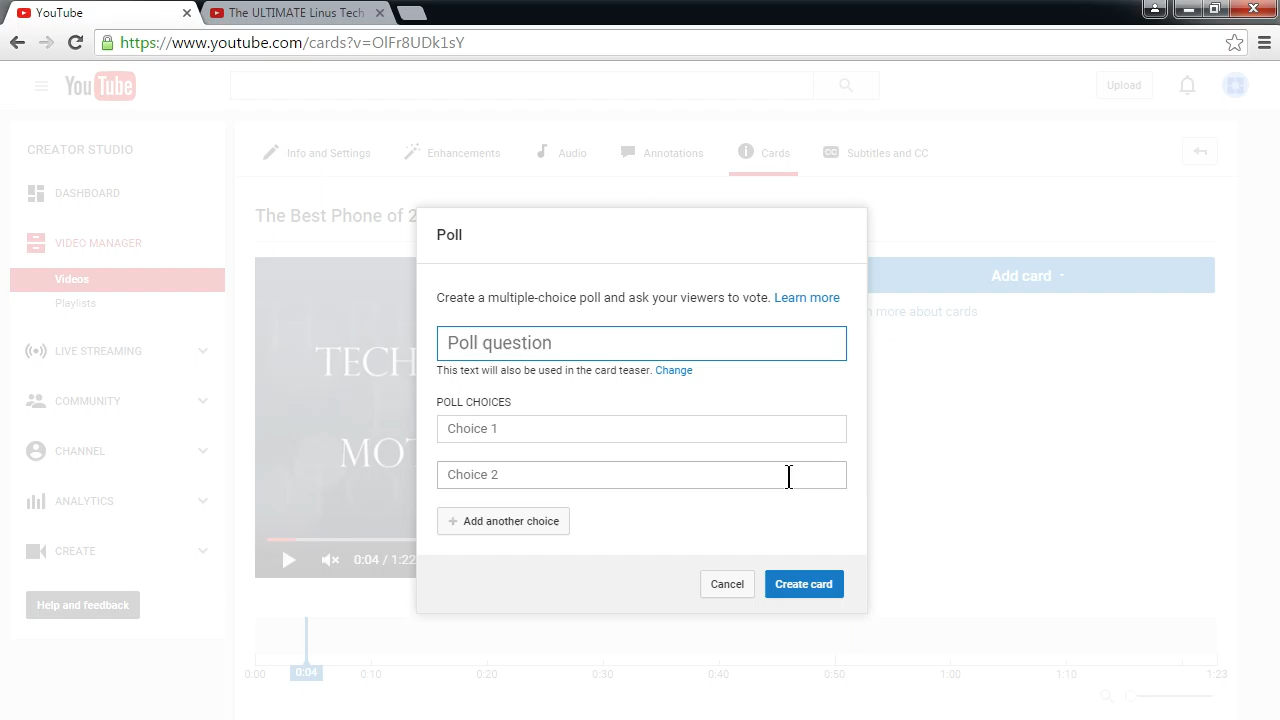 YouTube
The ULTIMATE Linus Tech
https://www.youtube.com/cards?v=OlFr8UDk1sY
YouTube
Upload
CREATOR STUDIO
Info and Settings
Enhancements
Audio
Annotations
Cards
CC
Subtitles and CC
DASHBOARD
The Best Phone of 2
VIDEO MANAGER
Videos
Playlists
LIVE STREAMING
COMMUNITY
CHANNEL
ANALYTICS
CREATE
Help and feedback
TECH
MOT
0:04 / 1:22
Add card
more about cards
Poll
Create a multiple-choice poll and ask your viewers to vote. Learn more
Poll question
This text will also be used in the card teaser. Change
POLL CHOICES
Choice 1
Choice 2
+ Add another choice
Cancel
Create card
0:00
0:04
0:10
0:20
0:30
0:40
0:50
1:00
1:10
1:23